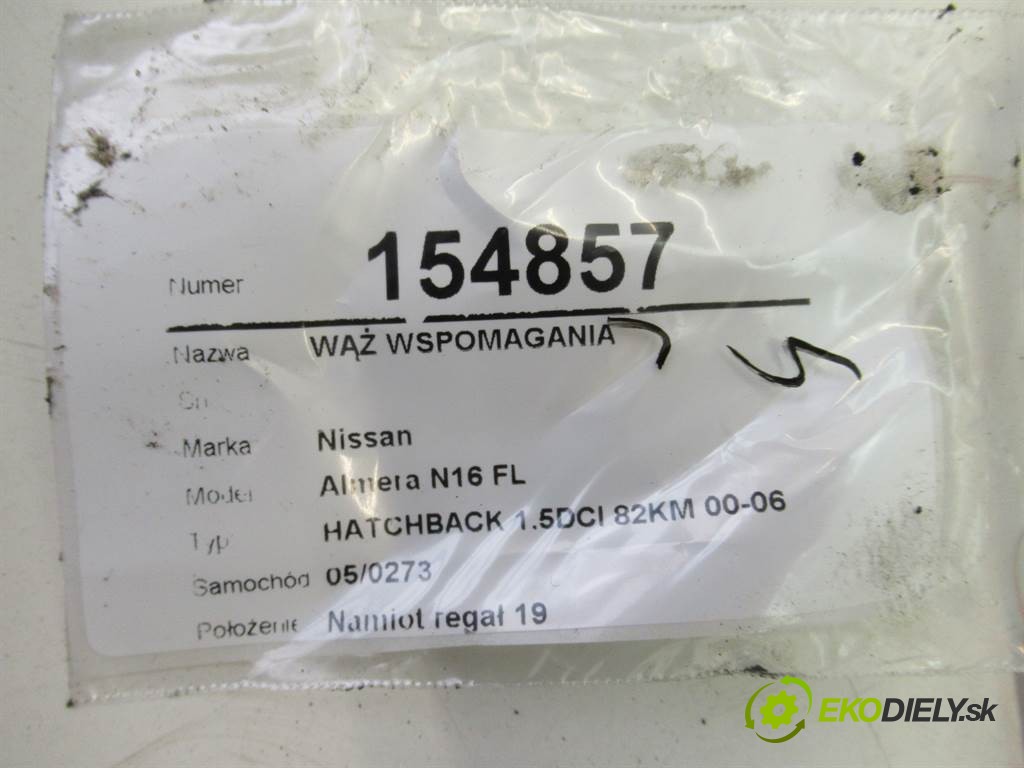 Numer 154857
Nazwa WĄŻ WSPOMAGANIA
Sn
Marka Nissan
Model Almera N16 FL
Typ HATCHBACK 1.5DCI 82KM 00-06
Samochód 05/0273
Położenie Namiot regał 19
EKODIELY.sk